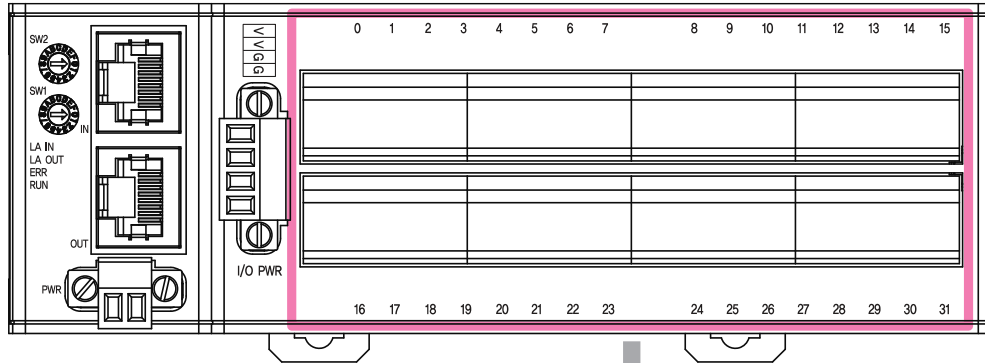 SW2
SW1
IN
LA IN
LA OUT
ERR
RUN
OUT
PWR
V
V
G
G
I/O PWR
0 1 2 3 4 5 6 7 8 9 10 11 12 13 14 15
16 17 18 19 20 21 22 23 24 25 26 27 28 29 30 31